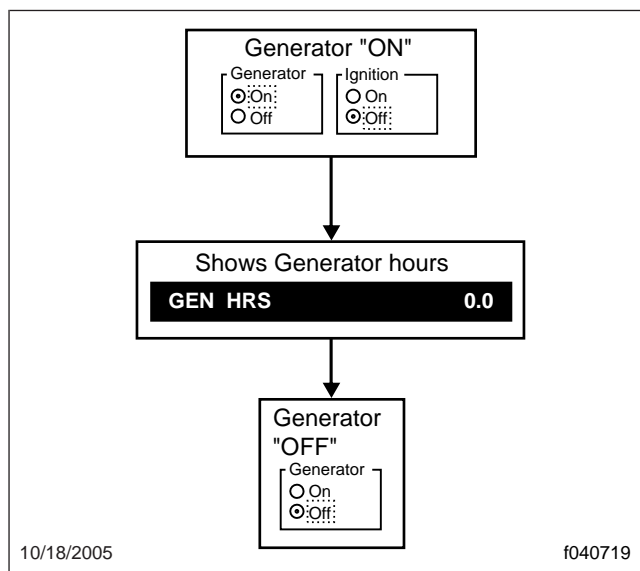 Generator "ON"
Generator Ignition
On On
Off Off
Shows Generator hours
GEN HRS 0.0
Generator
"OFF"
Generator
On
Off
10/18/2005 f040719